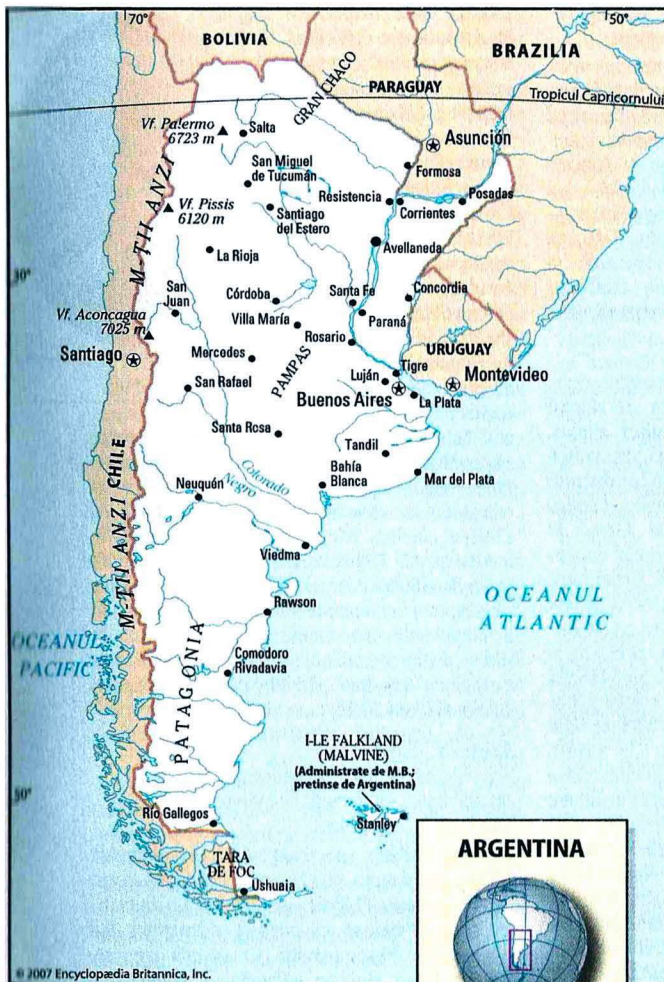 70°
50°
BOLIVIA
BRAZILIA
GRAN CHACO
PARAGUAY
Tropicul Capricornului
Vf. Palermo
6723 m
Salta
Asunción
San Miguel
de Tucumán
Formosa
M-ȚII ANZI
Vf. Pissis
6120 m
Resistencia
Corrientes
Posadas
Santiago
del Estero
Avellaneda
La Rioja
30°
San
Juan
Córdoba
Santa Fe
Concordia
Vf. Aconcagua
7025 m
Villa María
Paraná
Rosario
Santiago
Mercedes
PAMPAS
URUGUAY
Tigre
Luján
Montevideo
San Rafael
Buenos Aires
La Plata
Santa Rosa
Tandil
CHILE
Colorado
Bahía
Blanca
Mar del Plata
Neuquén
Negro
M-ȚII ANZI
Viedma
OCEANUL
ATLANTIC
Rawson
OCEANUL
PACIFIC
PATAGONIA
Comodoro
Rivadavia
I-LE FALKLAND
(MALVINE)
(Administrate de M.B.;
pretinse de Argentina)
50°
Río Gallegos
Stanley
ARGENTINA
ȚARA
DE FOC
Ushuaia
© 2007 Encyclopædia Britannica, Inc.